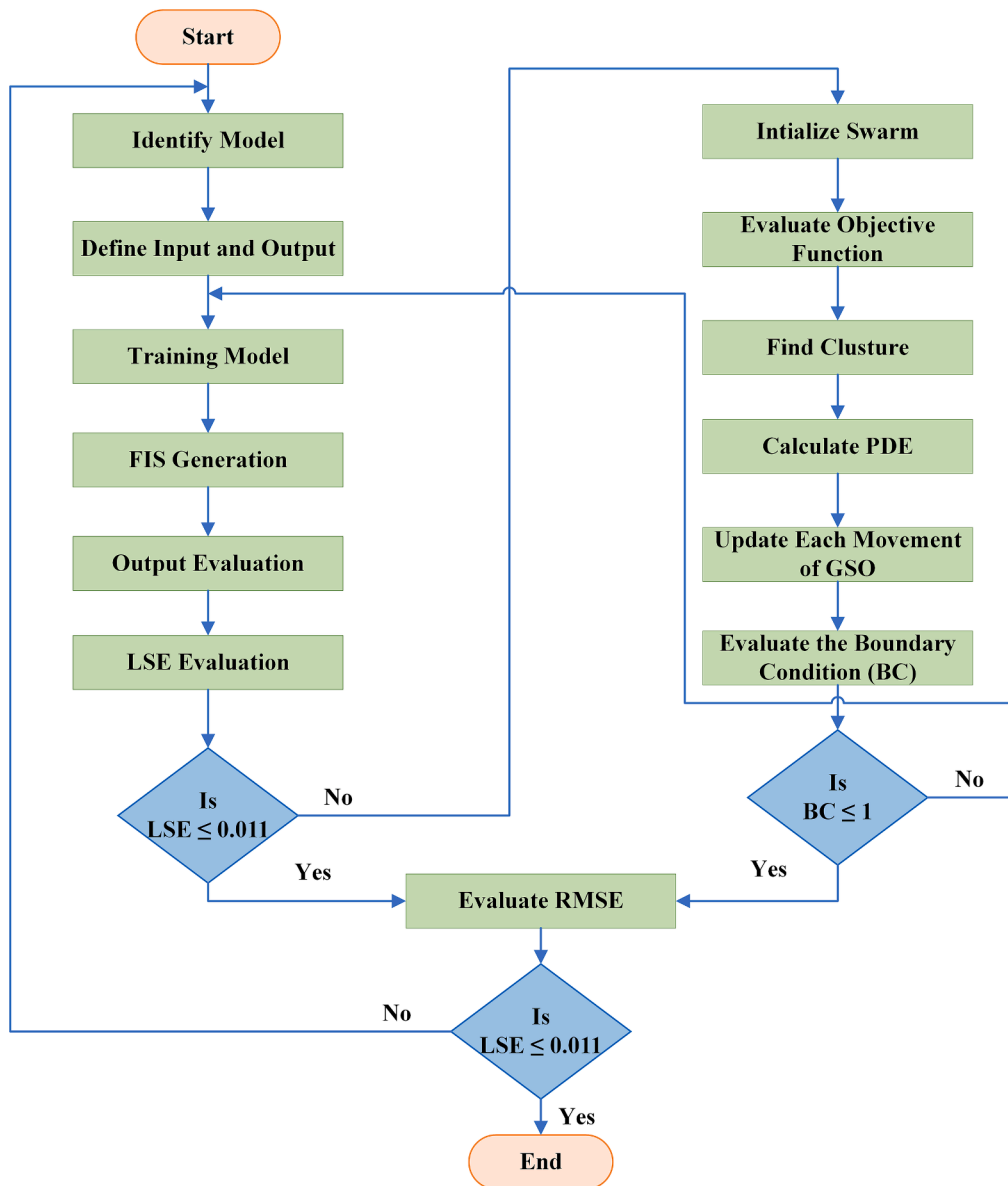 Start
Identify Model
Define Input and Output
Training Model
FIS Generation
Output Evaluation
LSE Evaluation
Is
LSE ≤ 0.011
No
Yes
Intialize Swarm
Evaluate Objective
Function
Find Clusture
Calculate PDE
Update Each Movement
of GSO
Evaluate the Boundary
Condition (BC)
Is
BC ≤ 1
No
Yes
Evaluate RMSE
Is
LSE ≤ 0.011
No
Yes
End